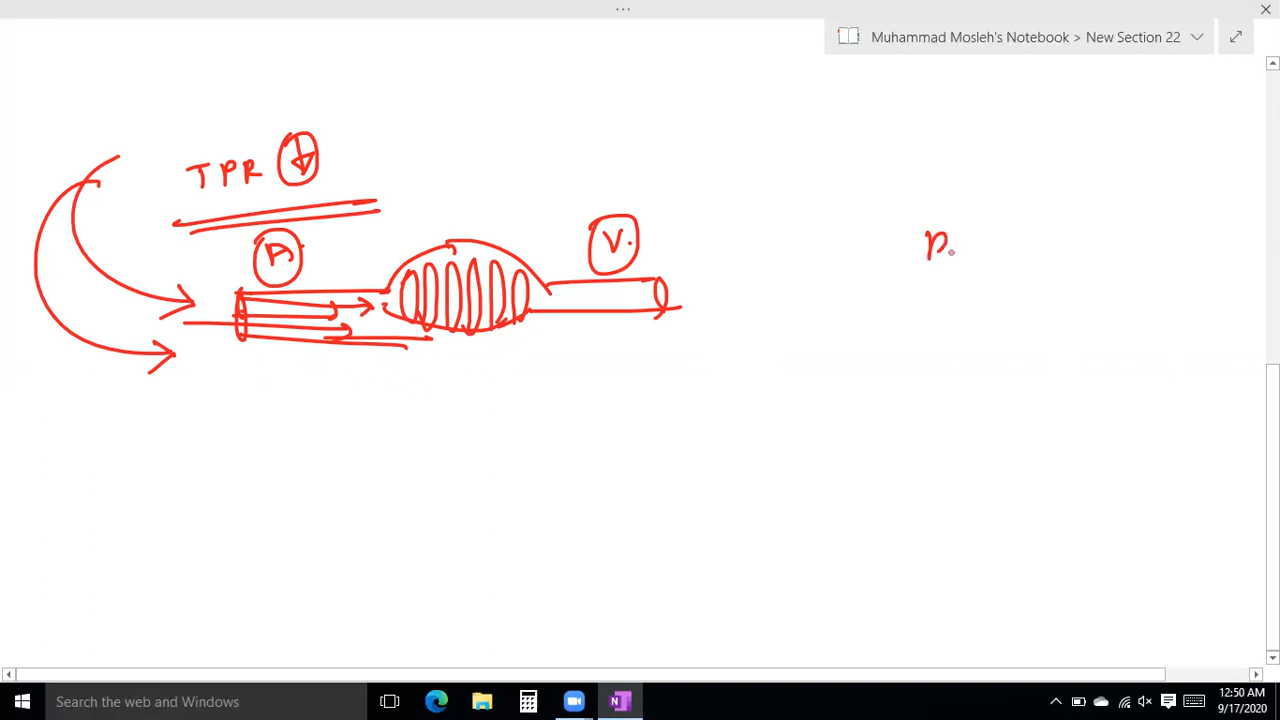 Muhammad Mosleh's Notebook > New Section 22
TPR ↓
A
V.
P.
Search the web and Windows
12:50 AM
9/17/2020